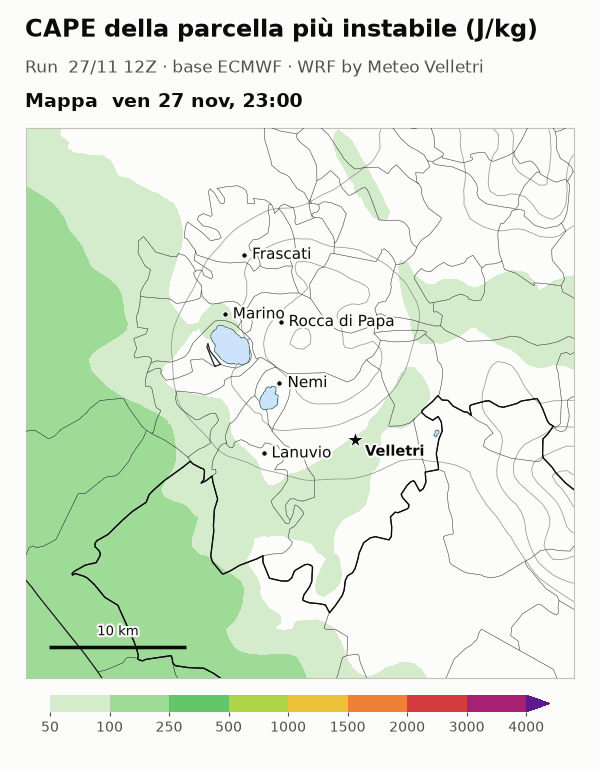 CAPE della parcella più instabile (J/kg)
Run  27/11 12Z · base ECMWF · WRF by Meteo Velletri
Mappa  ven 27 nov, 23:00
Frascati
Marino
Rocca di Papa
Nemi
Velletri
Lanuvio
10 km
50 100 250 500 1000 1500 2000 3000 4000